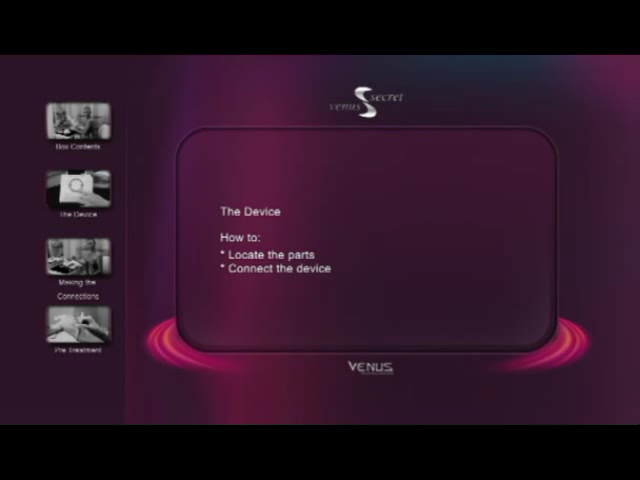 venus secret
Box Contents
The Device
Making the
Connections
Pre Treatment
The Device
How to:
* Locate the parts
* Connect the device
VENUS